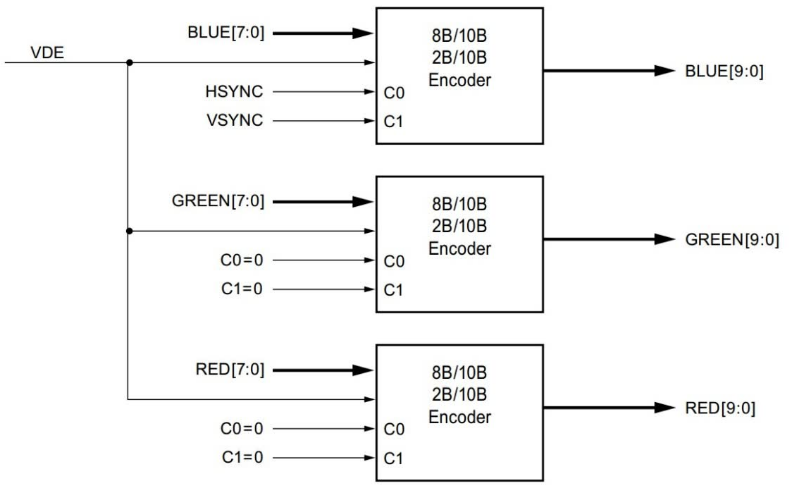 BLUE[7:0]
VDE
HSYNC
VSYNC
C0
C1
8B/10B
2B/10B
Encoder
BLUE[9:0]
GREEN[7:0]
C0=0
C1=0
C0
C1
8B/10B
2B/10B
Encoder
GREEN[9:0]
RED[7:0]
C0=0
C1=0
C0
C1
8B/10B
2B/10B
Encoder
RED[9:0]